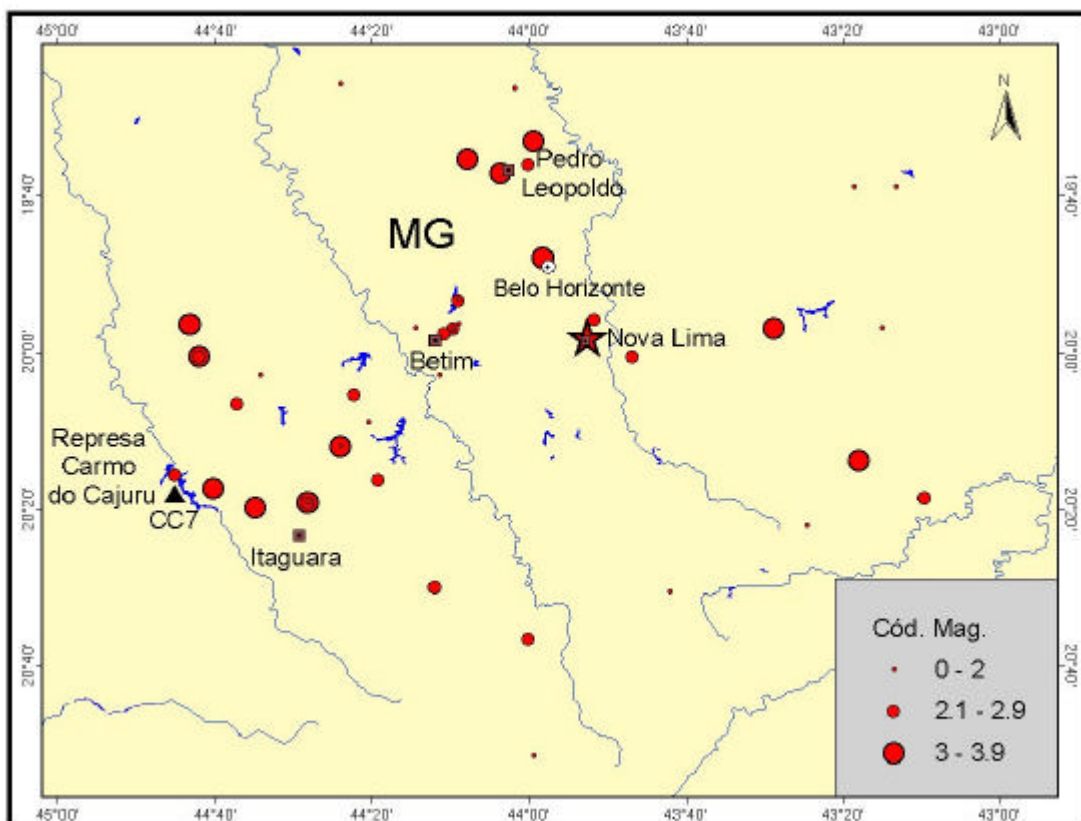 45°00' 44°40' 44°20' 44°00' 43°40' 43°20' 43°00'
N
Pedro
Leopoldo
19°40' 19°40'
MG
Belo Horizonte
Nova Lima
20°00' 20°00'
Betim
Represa
Carmo
do Cajuru
CC7
20°20' 20°20'
Itaguara
Cód. Mag.
0 - 2
2.1 - 2.9
3 - 3.9
20°40' 20°40'
45°00' 44°40' 44°20' 44°00' 43°40' 43°20' 43°00'